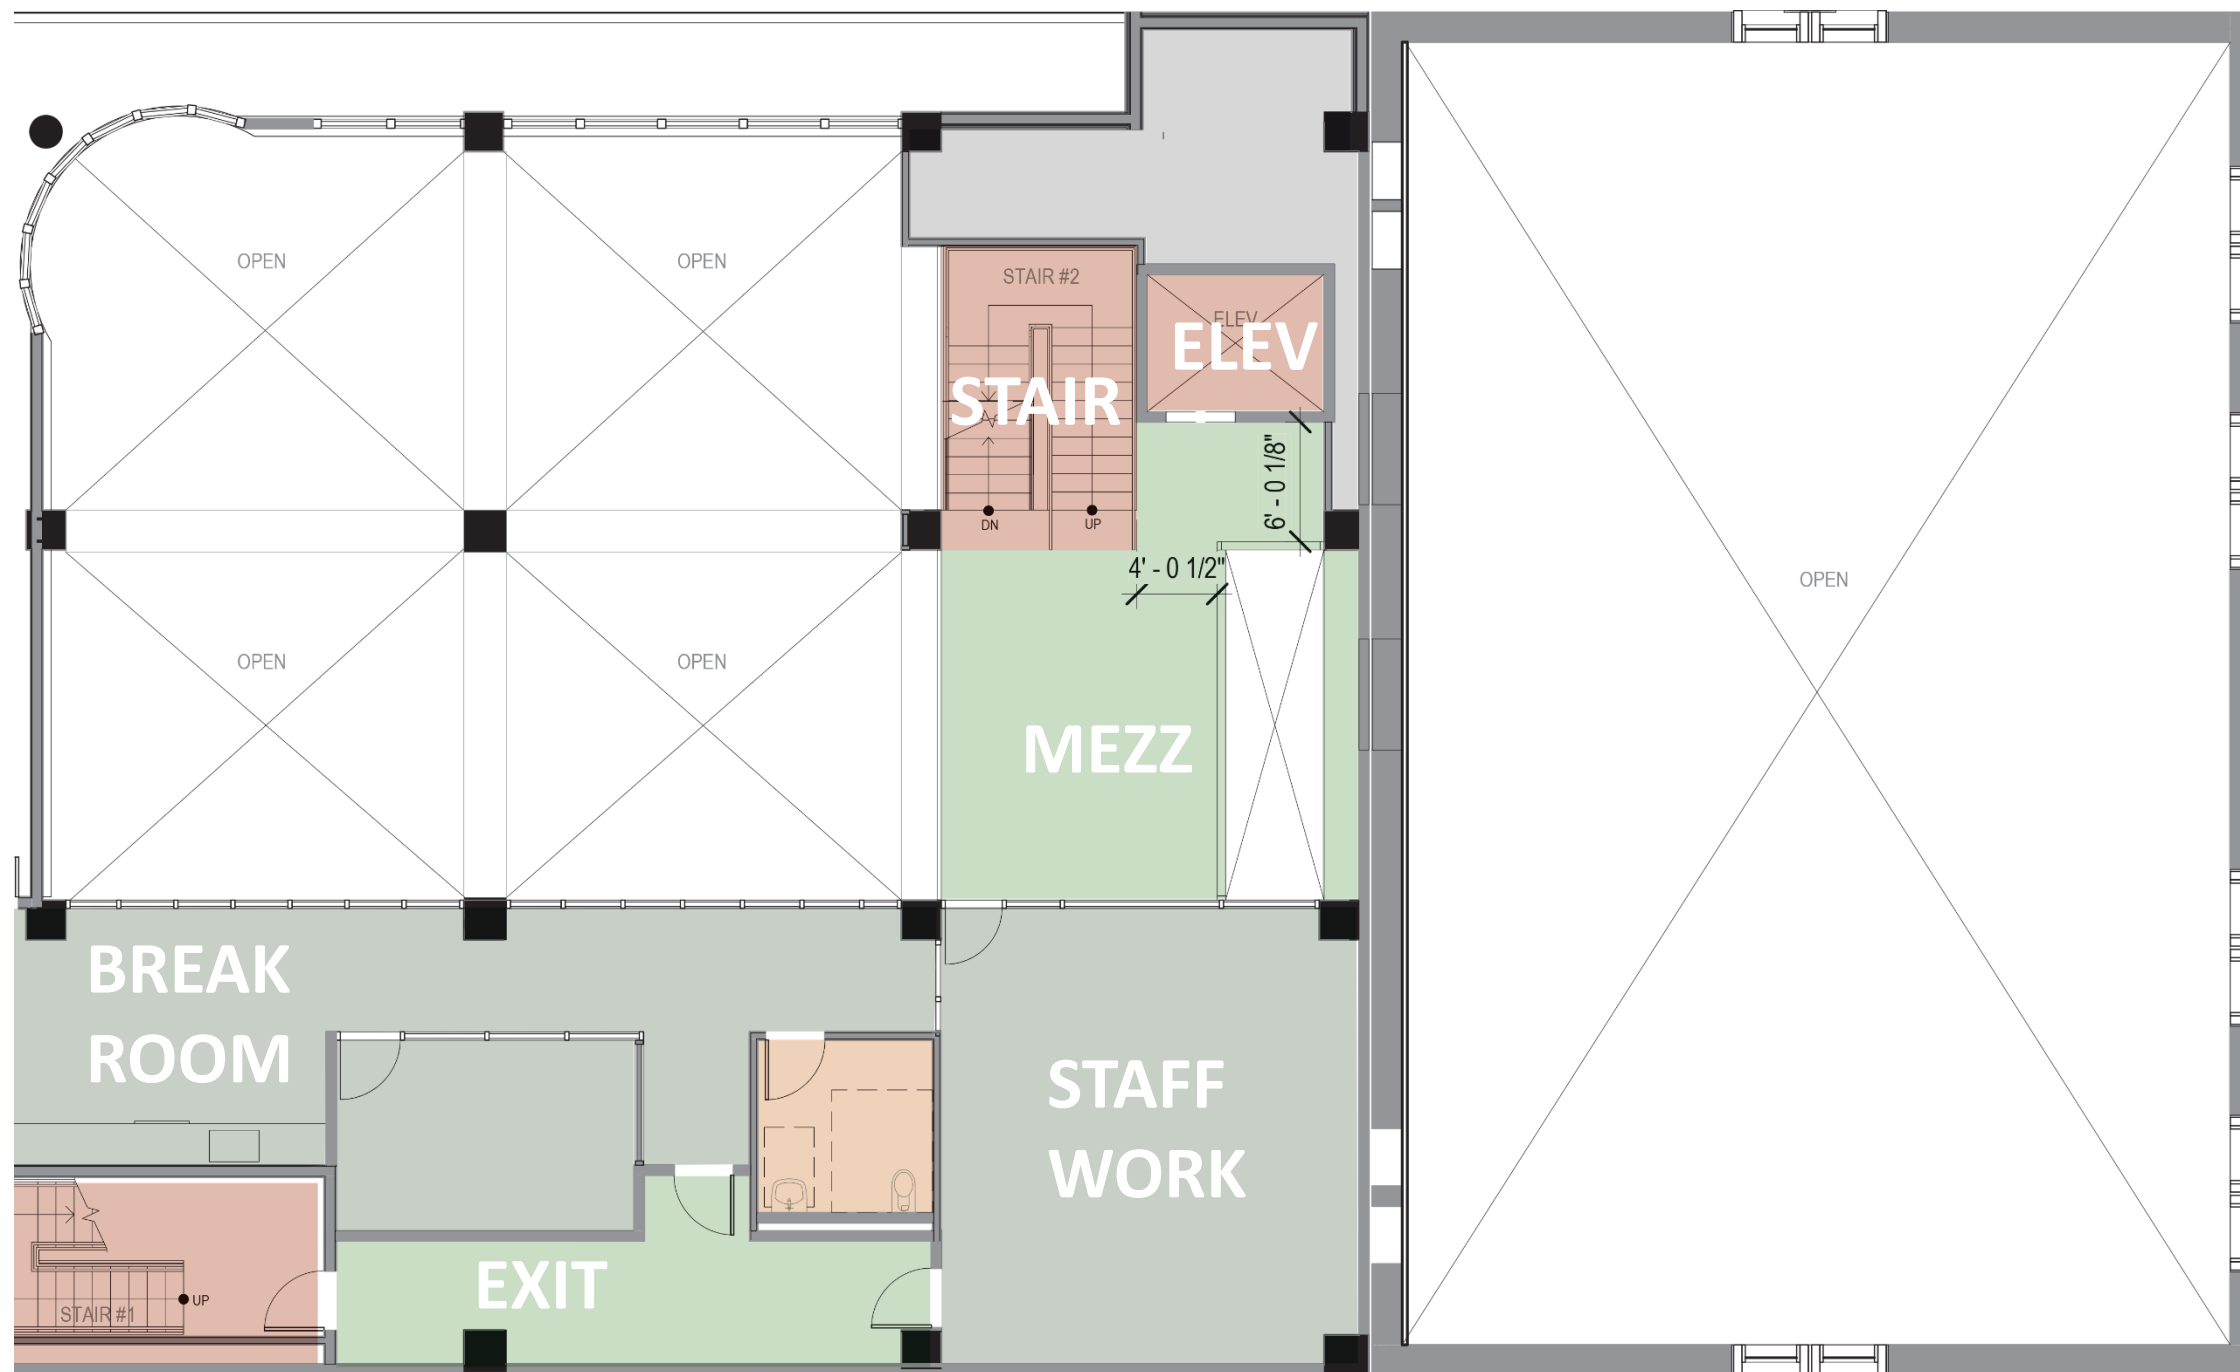 OPEN
OPEN
STAIR #2
ELEV
ELEV
STAIR
6' - 0 1/8"
DN
UP
4' - 0 1/2"
OPEN
OPEN
OPEN
MEZZ
BREAK
ROOM
STAFF
WORK
EXIT
UP
STAIR #1